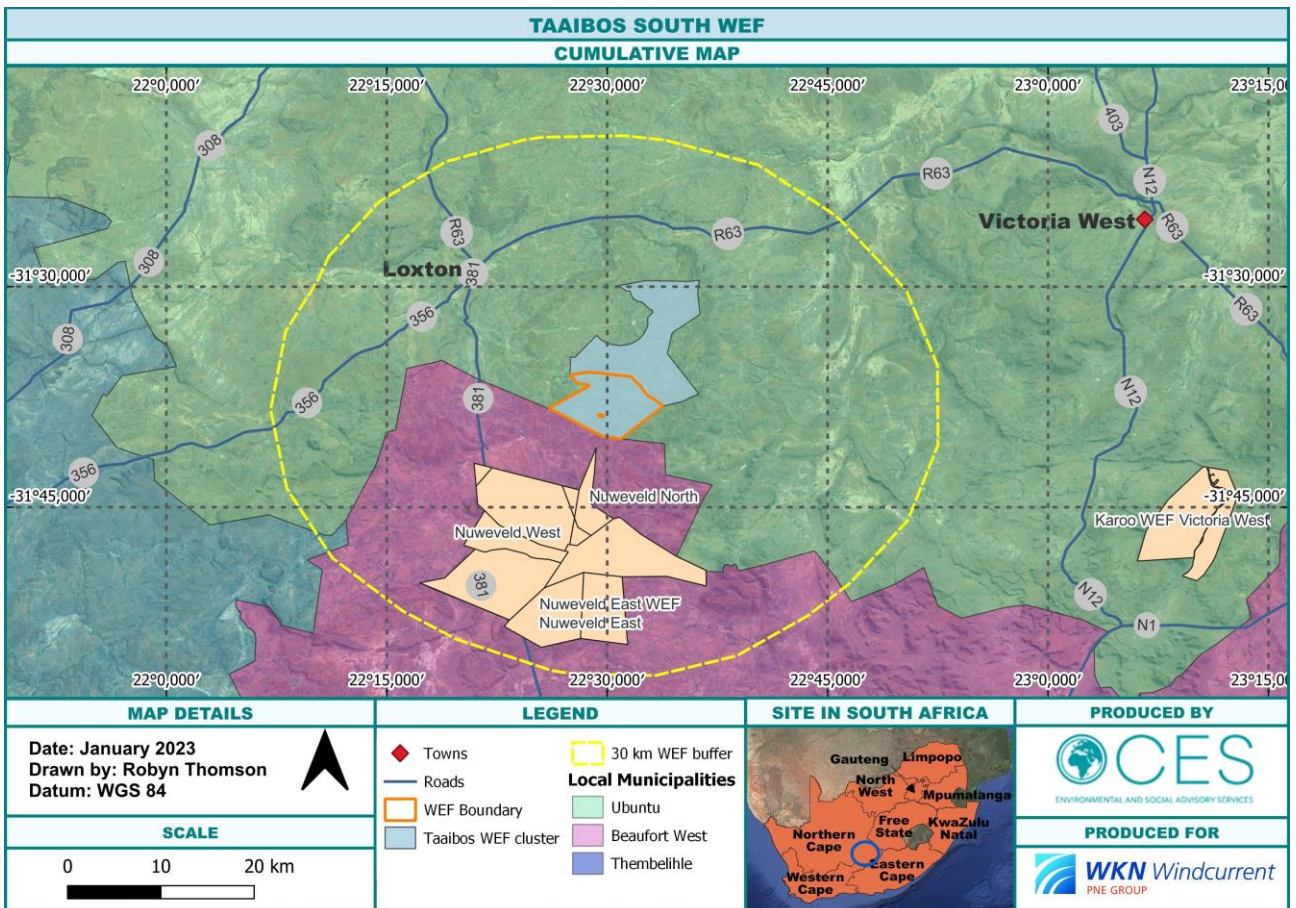 TAAIBOS SOUTH WEF
CUMULATIVE MAP
22°0,000′
22°15,000′
22°30,000′
22°45,000′
23°0,000′
23°15,0
308
403
R63
N12
Victoria West
R63
R63
R63
308
Loxton
381
-31°30,000′
-31°30,000′
356
R63
308
381
356
N12
356
-31°45,000′
-31°45,000′
Nuweveld North
Karoo WEF Victoria West
Nuweveld West
381
Nuweveld East WEF
Nuweveld East
N12
N1
22°0,000′
22°15,000′
22°30,000′
22°45,000′
23°0,000′
23°15,0
MAP DETAILS
Date: January 2023
Drawn by: Robyn Thomson
Datum: WGS 84
SCALE
0 10 20 km
LEGEND
Towns
Roads
WEF Boundary
Taaibos WEF cluster
30 km WEF buffer
Local Municipalities
Ubuntu
Beaufort West
Thembelihle
SITE IN SOUTH AFRICA
Gauteng
Limpopo
North
West
Mpumalanga
Free
State
KwaZulu
Natal
Northern
Cape
Eastern
Cape
Western
Cape
PRODUCED BY
CES
ENVIRONMENTAL AND SOCIAL ADVISORY SERVICES
PRODUCED FOR
WKN Windcurrent
PNE GROUP